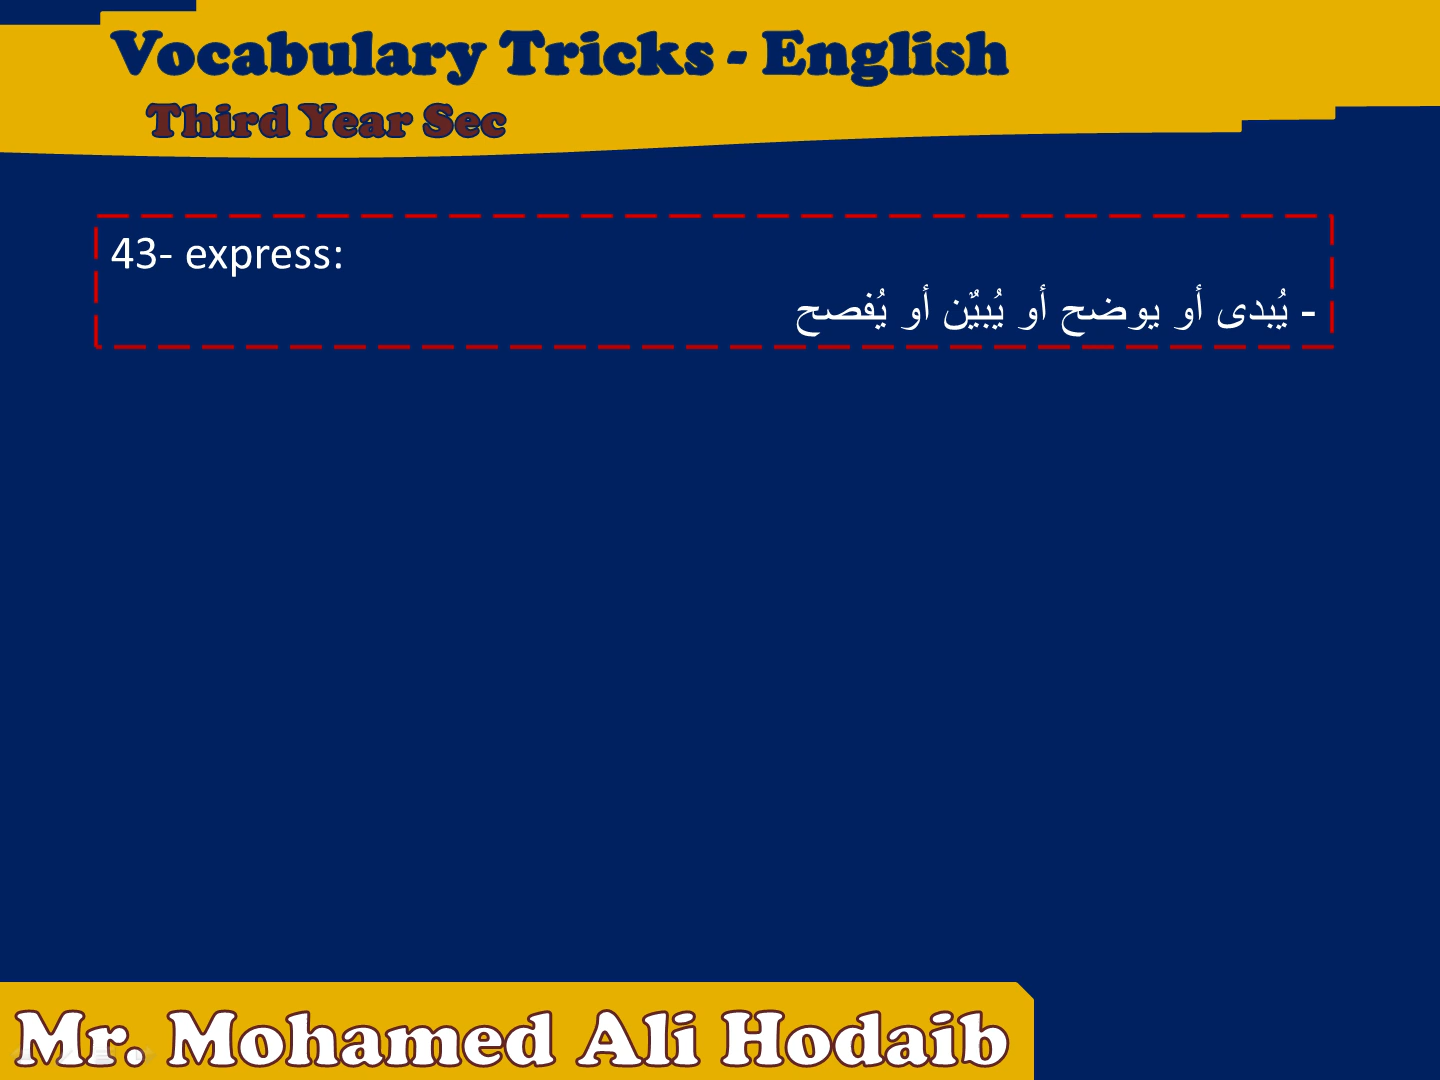 Vocabulary Tricks - English
Third Year Sec
43- express:
- يُبدى أو يوضح أو يُبيٌن أو يُفصح
Mr. Mohamed Ali Hodaib